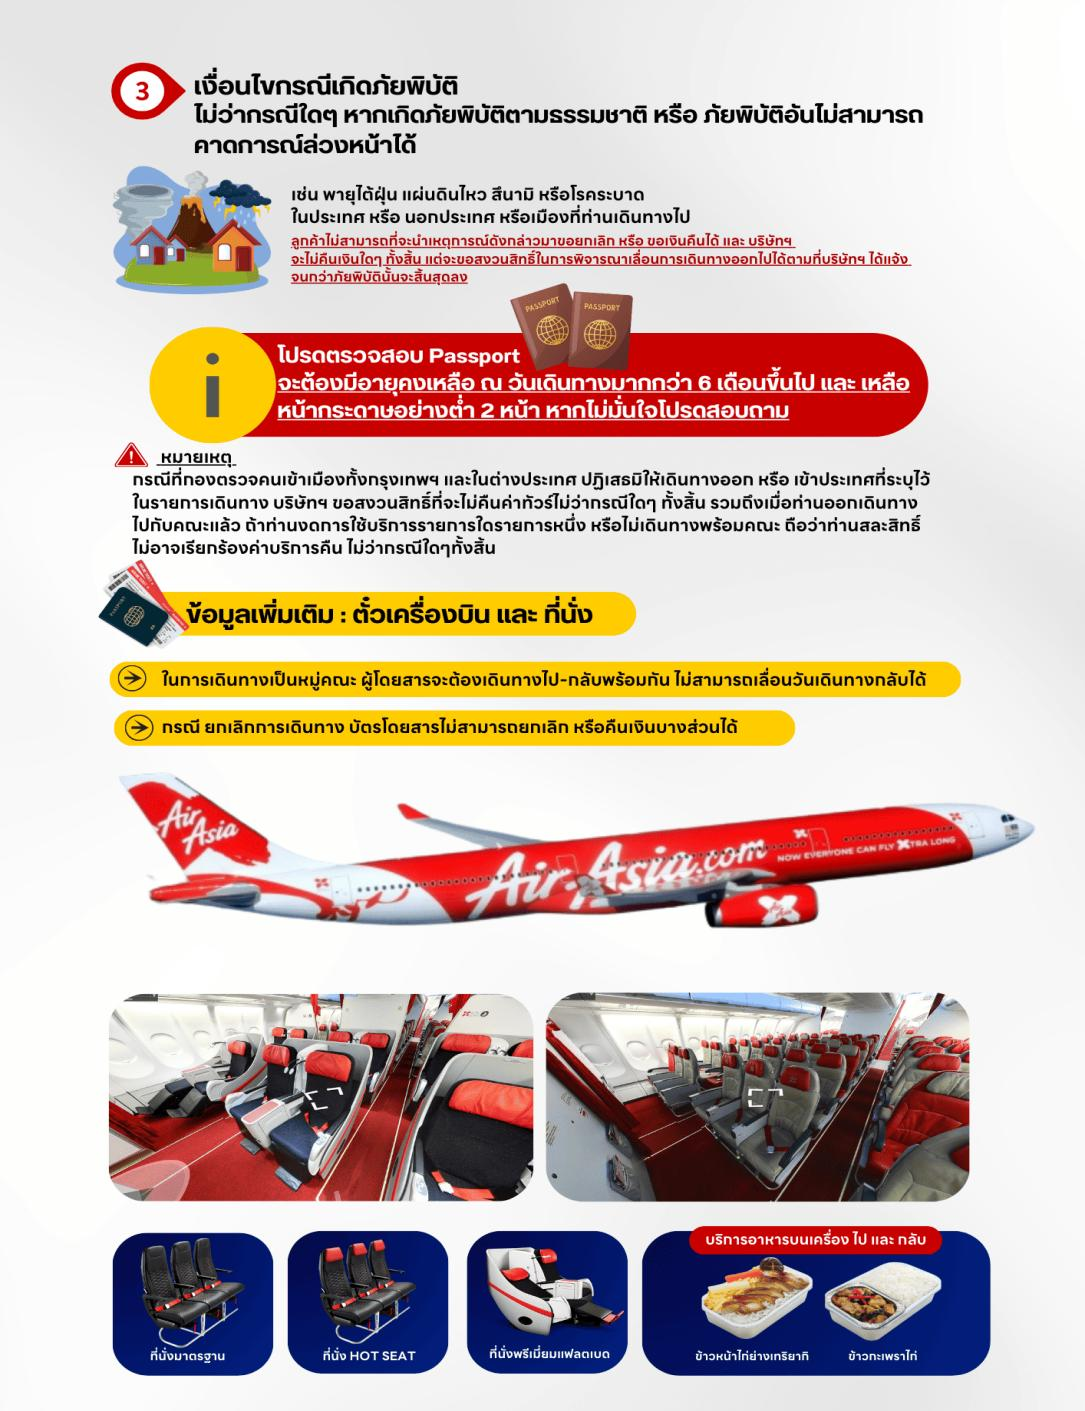 3
เงื่อนไขกรณีเกิดภัยพิบัติ
ไม่ว่ากรณีใดๆ หากเกิดภัยพิบัติตามธรรมชาติ หรือ ภัยพิบัติอันไม่สามารถ
คาดการณ์ล่วงหน้าได้
เช่น พายุไต้ฝุ่น แผ่นดินไหว สึนามิ หรือโรคระบาด
ในประเทศ หรือ นอกประเทศ หรือเมืองที่ท่านเดินทางไป
ลูกค้าไม่สามารถที่จะนำเหตุการณ์ดังกล่าวมาขอยกเลิก หรือ ขอเงินคืนได้ และ บริษัทฯ
จะไม่คืนเงินใดๆ ทั้งสิ้น แต่จะขอสงวนสิทธิ์ในการพิจารณาเลื่อนการเดินทางออกไปได้ตามที่บริษัทฯ ได้แจ้ง
จนกว่าภัยพิบัตินั้นจะสิ้นสุดลง
PASSPORT
PASSPORT
i
โปรดตรวจสอบ Passport
จะต้องมีอายุคงเหลือ ณ วันเดินทางมากกว่า 6 เดือนขึ้นไป และ เหลือ
หน้ากระดาษอย่างต่ำ 2 หน้า หากไม่มั่นใจโปรดสอบถาม
หมายเหตุ
กรณีที่กองตรวจคนเข้าเมืองทั้งกรุงเทพฯ และในต่างประเทศ ปฏิเสธมิให้เดินทางออก หรือ เข้าประเทศที่ระบุไว้
ในรายการเดินทาง บริษัทฯ ขอสงวนสิทธิ์ที่จะไม่คืนค่าทัวร์ไม่ว่ากรณีใดๆ ทั้งสิ้น รวมถึงเมื่อท่านออกเดินทาง
ไปกับคณะแล้ว ถ้าท่านงดการใช้บริการรายการใดรายการหนึ่ง หรือไม่เดินทางพร้อมคณะ ถือว่าท่านสละสิทธิ์
ไม่อาจเรียกร้องค่าบริการคืน ไม่ว่ากรณีใดๆทั้งสิ้น
PASSPORT
ข้อมูลเพิ่มเติม : ตั๋วเครื่องบิน และ ที่นั่ง
ในการเดินทางเป็นหมู่คณะ ผู้โดยสารจะต้องเดินทางไป-กลับพร้อมกัน ไม่สามารถเลื่อนวันเดินทางกลับได้
กรณี ยกเลิกการเดินทาง บัตรโดยสารไม่สามารถยกเลิก หรือคืนเงินบางส่วนได้
Air
Asia
AirAsia.com
NOW EVERYONE CAN FLY XTRA LONG
บริการอาหารบนเครื่อง ไป และ กลับ
ที่นั่งมาตรฐาน
ที่นั่ง HOT SEAT
ที่นั่งพรีเมี่ยมแฟลตเบด
ข้าวหน้าไก่ย่างเทริยากิ
ข้าวกะเพราไก่